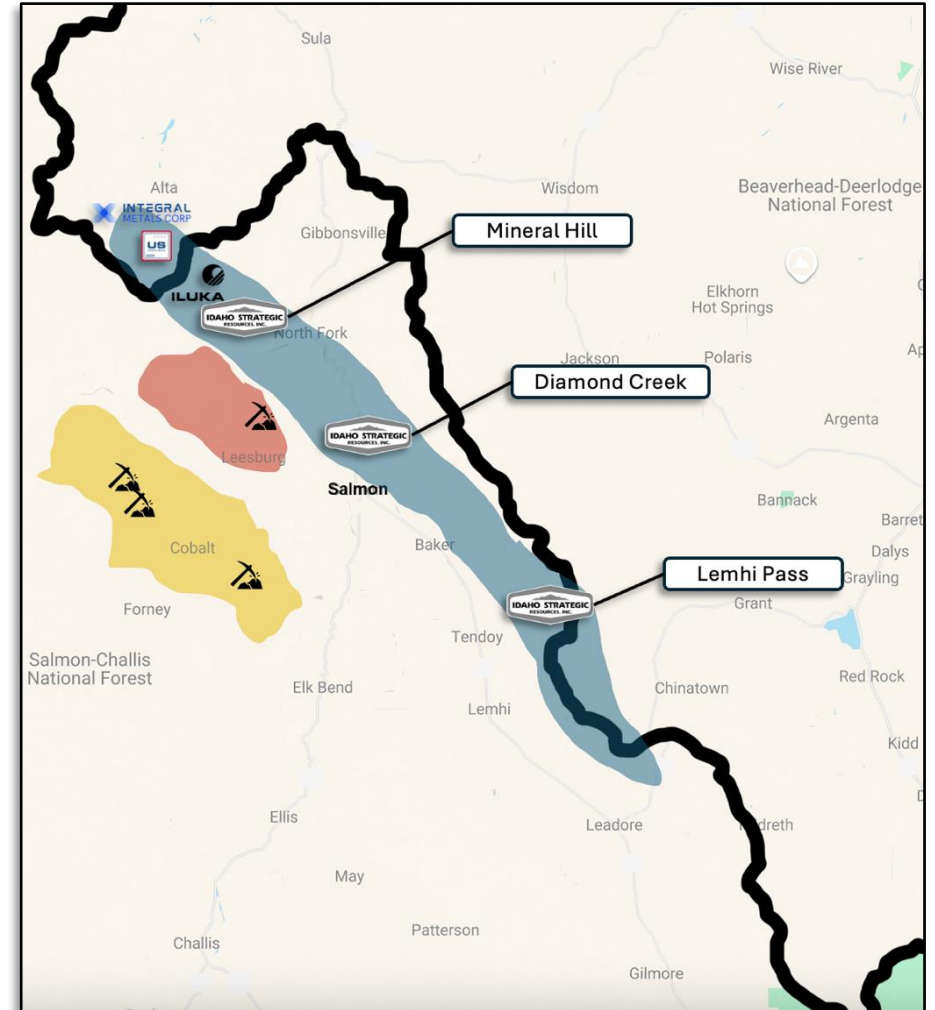 Sula
Wise River
Alta
Wisdom
Beaverhead-Deerlodge
National Forest
INTEGRAL
METALS CORP
US
Gibbonsville
Mineral Hill
ILUKA
IDAHO STRATEGIC
RESOURCES, INC.
North Fork
Elkhorn
Hot Springs
Jackson
Polaris
Diamond Creek
Argenta
IDAHO STRATEGIC
RESOURCES, INC.
Leesburg
Salmon
Bannack
Barret
Baker
Cobalt
Dalys
Lemhi Pass
Grayling
IDAHO STRATEGIC
RESOURCES, INC.
Grant
Forney
Tendoy
Salmon-Challis
National Forest
Elk Bend
Chinatown
Red Rock
Lemhi
Kidd
Ellis
Leadore
dreth
May
Patterson
Challis
Gilmore